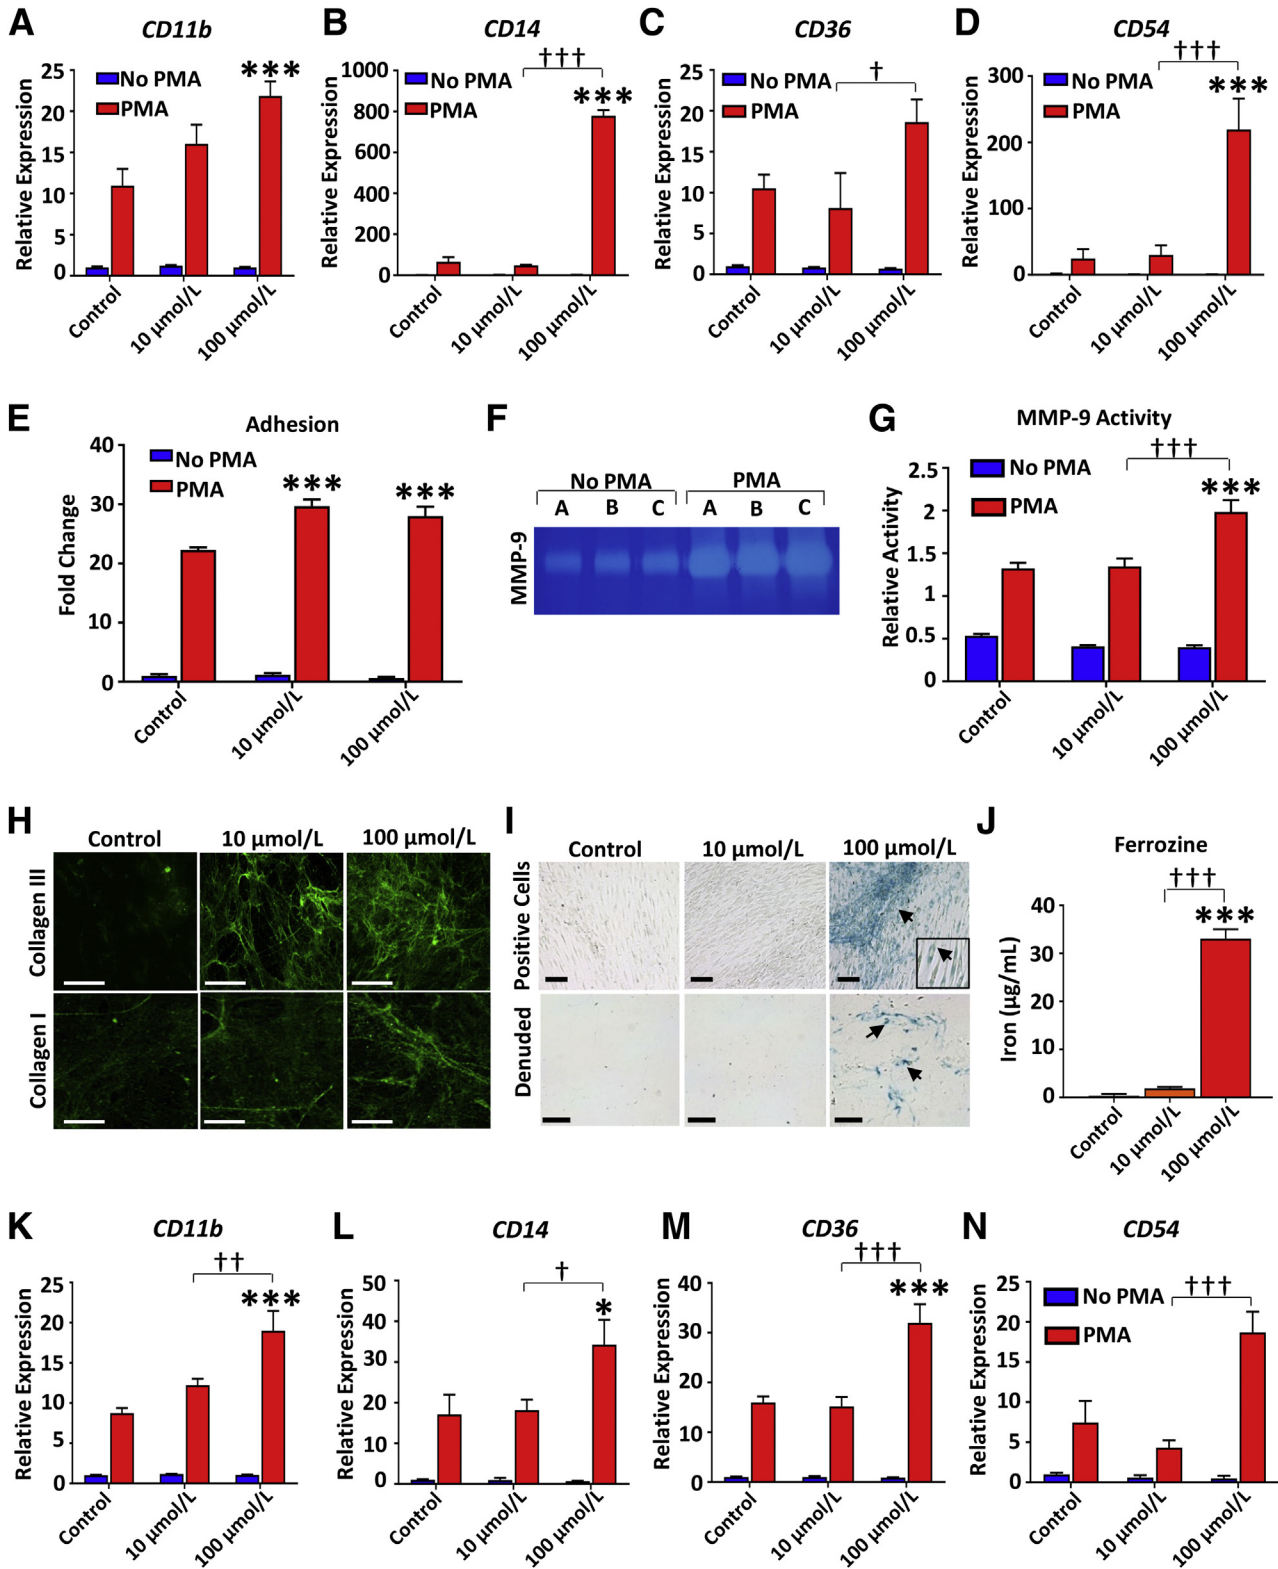 A
CD11b
Relative Expression
25
20
15
10
5
0
No PMA
PMA
***
Control
10 µmol/L
100 µmol/L
B
CD14
Relative Expression
1000
800
600
400
200
0
No PMA
PMA
†††
***
Control
10 µmol/L
100 µmol/L
C
CD36
Relative Expression
25
20
15
10
5
0
No PMA
PMA
†
Control
10 µmol/L
100 µmol/L
D
CD54
Relative Expression
300
200
100
0
No PMA
PMA
†††
***
Control
10 µmol/L
100 µmol/L
E
Adhesion
Fold Change
40
30
20
10
0
No PMA
PMA
***
***
Control
10 µmol/L
100 µmol/L
F
No PMA PMA
A B C A B C
MMP-9
G
MMP-9 Activity
Relative Activity
2.5
2
1.5
1
0.5
0
No PMA
PMA
†††
***
Control
10 µmol/L
100 µmol/L
H
Control 10 µmol/L 100 µmol/L
Collagen III
Collagen I
I
Control 10 µmol/L 100 µmol/L
Positive Cells
Denuded
J
Ferrozine
Iron (µg/mL)
40
30
20
10
0
†††
***
Control
10 µmol/L
100 µmol/L
K
CD11b
Relative Expression
25
20
15
10
5
0
††
***
Control
10 µmol/L
100 µmol/L
L
CD14
Relative Expression
50
40
30
20
10
0
†
*
Control
10 µmol/L
100 µmol/L
M
CD36
Relative Expression
40
30
20
10
0
†††
***
Control
10 µmol/L
100 µmol/L
N
CD54
Relative Expression
25
20
15
10
5
0
No PMA
PMA
†††
Control
10 µmol/L
100 µmol/L